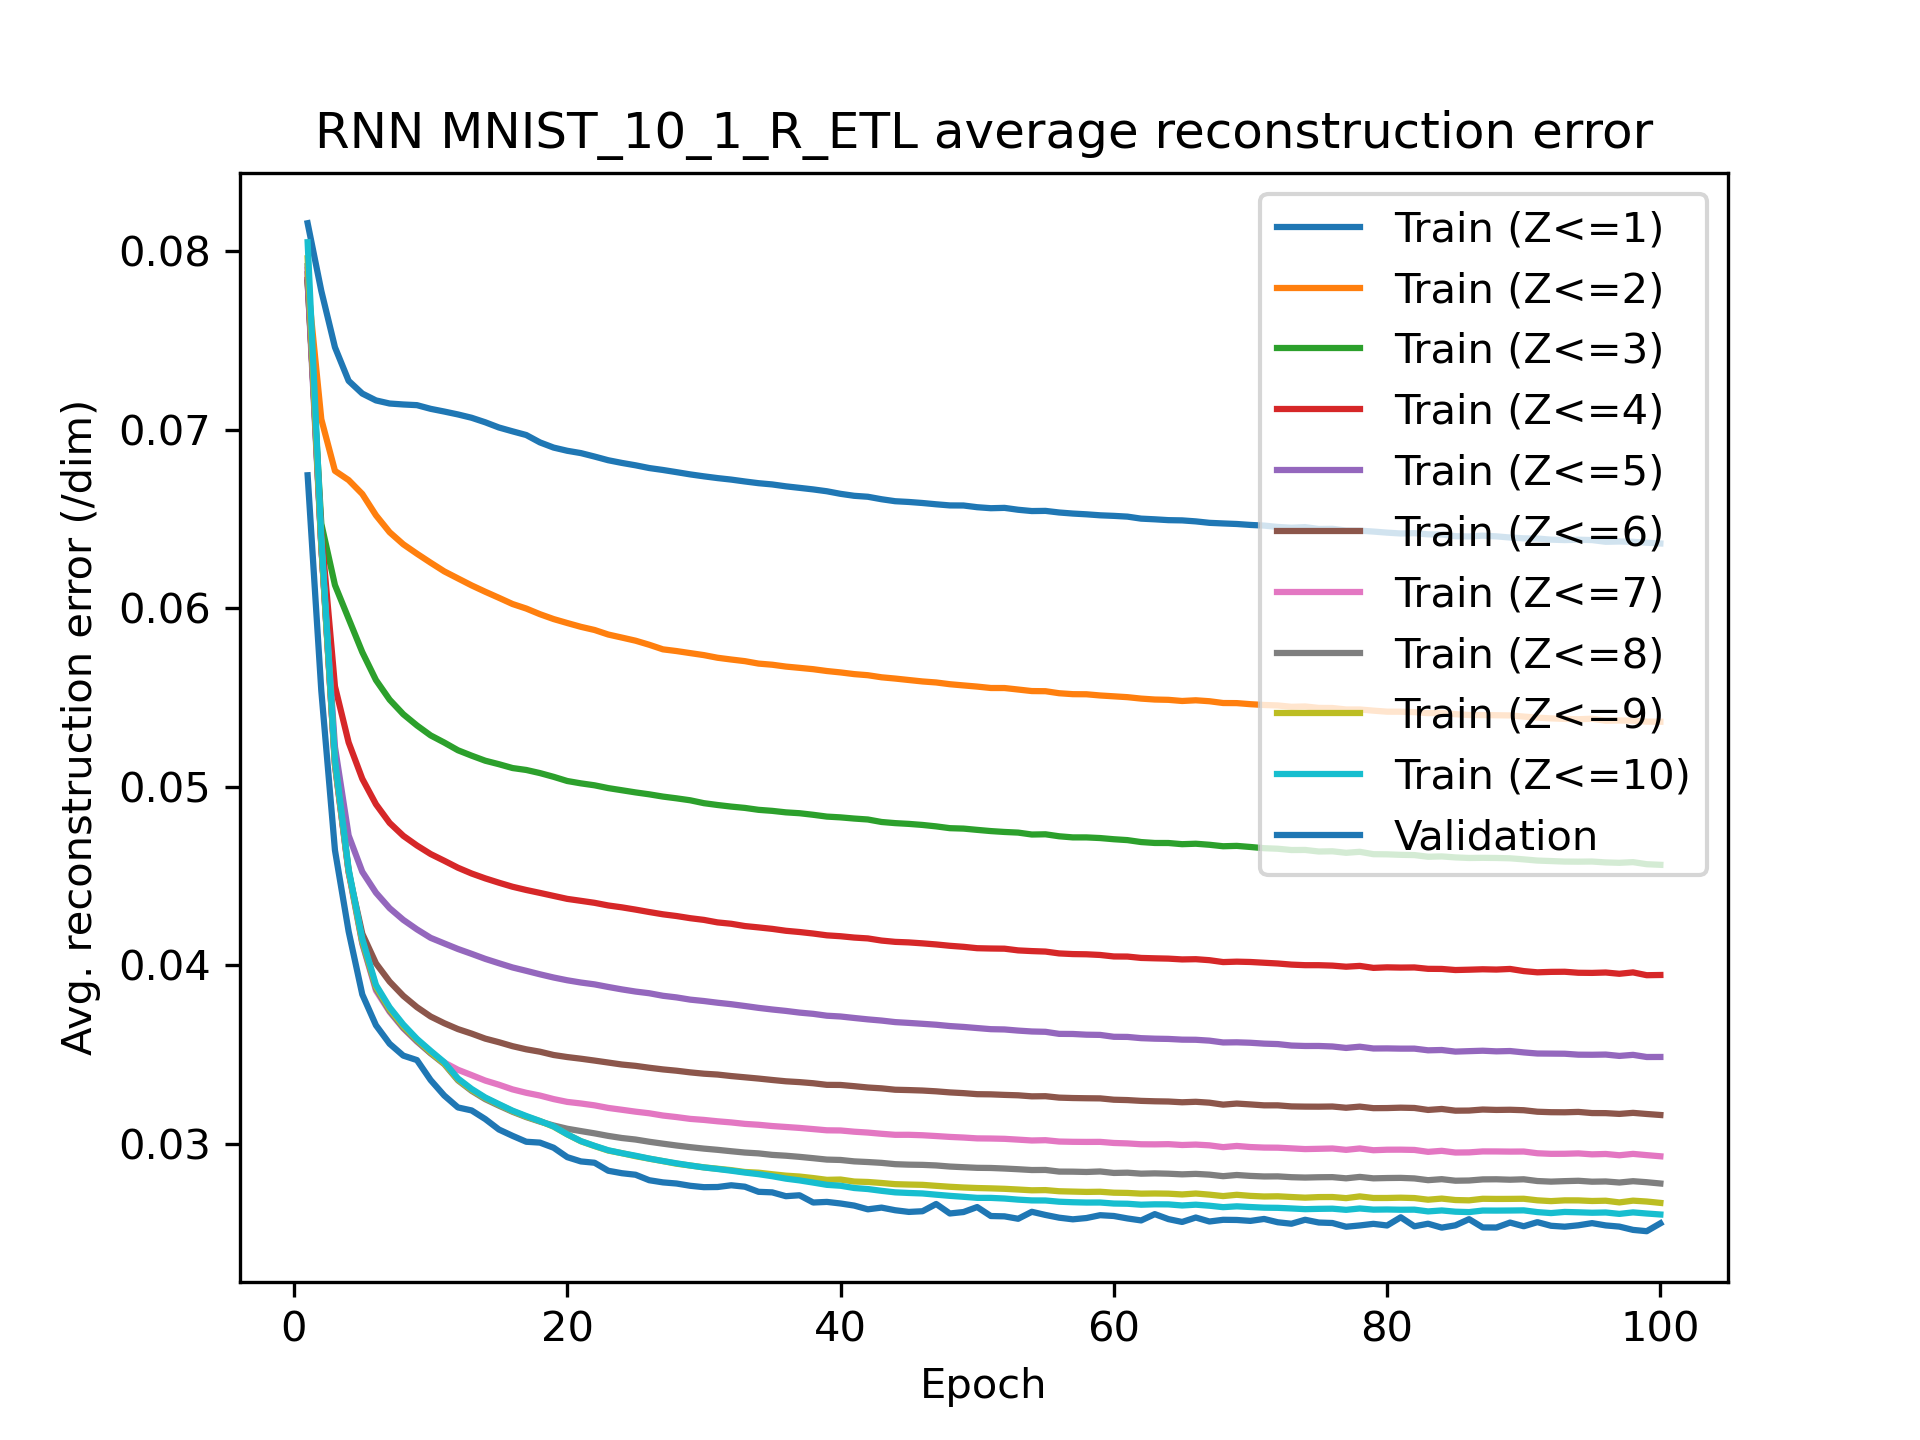 RNN MNIST_10_1_R_ETL average reconstruction error
Avg. reconstruction error (/dim)
0.08
0.07
0.06
0.05
0.04
0.03
Train (Z<=1)
Train (Z<=2)
Train (Z<=3)
Train (Z<=4)
Train (Z<=5)
Train (Z<=6)
Train (Z<=7)
Train (Z<=8)
Train (Z<=9)
Train (Z<=10)
Validation
0 20 40 60 80 100
Epoch